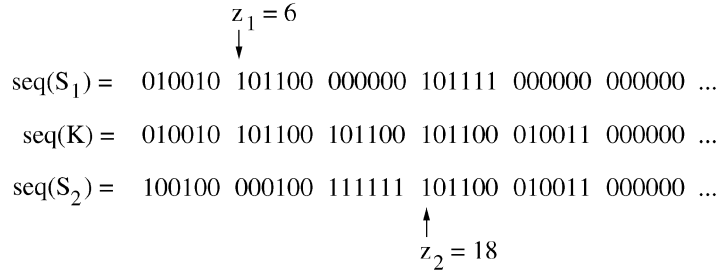 z₁ = 6
seq(S₁) = 010010 101100 000000 101111 000000 000000 ...
seq(K) = 010010 101100 101100 101100 010011 000000 ...
seq(S₂) = 100100 000100 111111 101100 010011 000000 ...
z₂ = 18